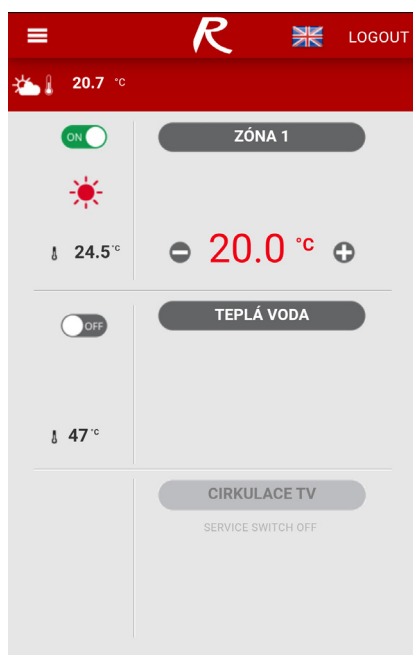 R LOGOUT
20.7 °C
ON ZÓNA 1
24.5 °C 20.0 °C
OFF TEPLÁ VODA
47 °C
CIRKULACE TV
SERVICE SWITCH OFF